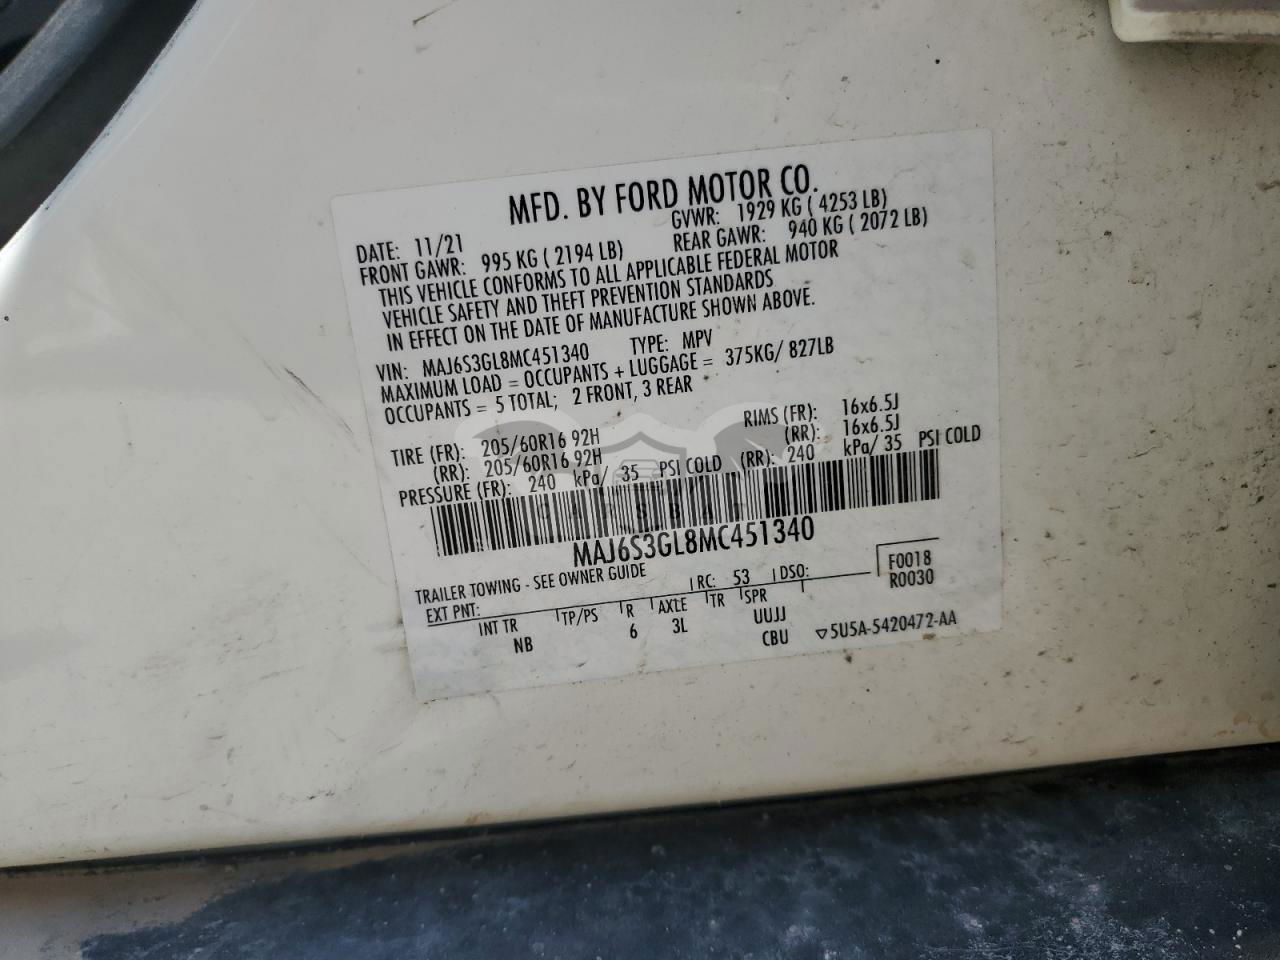 MFD. BY FORD MOTOR CO.
DATE: 11/21 GVWR: 1929 KG ( 4253 LB)
FRONT GAWR: 995 KG ( 2194 LB) REAR GAWR: 940 KG ( 2072 LB)
THIS VEHICLE CONFORMS TO ALL APPLICABLE FEDERAL MOTOR
VEHICLE SAFETY AND THEFT PREVENTION STANDARDS
IN EFFECT ON THE DATE OF MANUFACTURE SHOWN ABOVE.
VIN: MAJ6S3GL8MC451340 TYPE: MPV
MAXIMUM LOAD = OCCUPANTS + LUGGAGE = 375KG/ 827LB
OCCUPANTS = 5 TOTAL; 2 FRONT, 3 REAR
TIRE (FR): 205/60R16 92H RIMS (FR): 16x6.5J
(RR): 205/60R16 92H (RR): 16x6.5J
PRESSURE (FR): 240 kPa/ 35 PSI COLD (RR): 240 kPa/ 35 PSI COLD
MAJ6S3GL8MC451340
TRAILER TOWING - SEE OWNER GUIDE
EXT PNT: RC: 53 DSO: F0018
R0030
INT TR TP/PS R AXLE TR SPR
NB 6 3L UUJJ
CBU ▽5U5A-5420472-AA